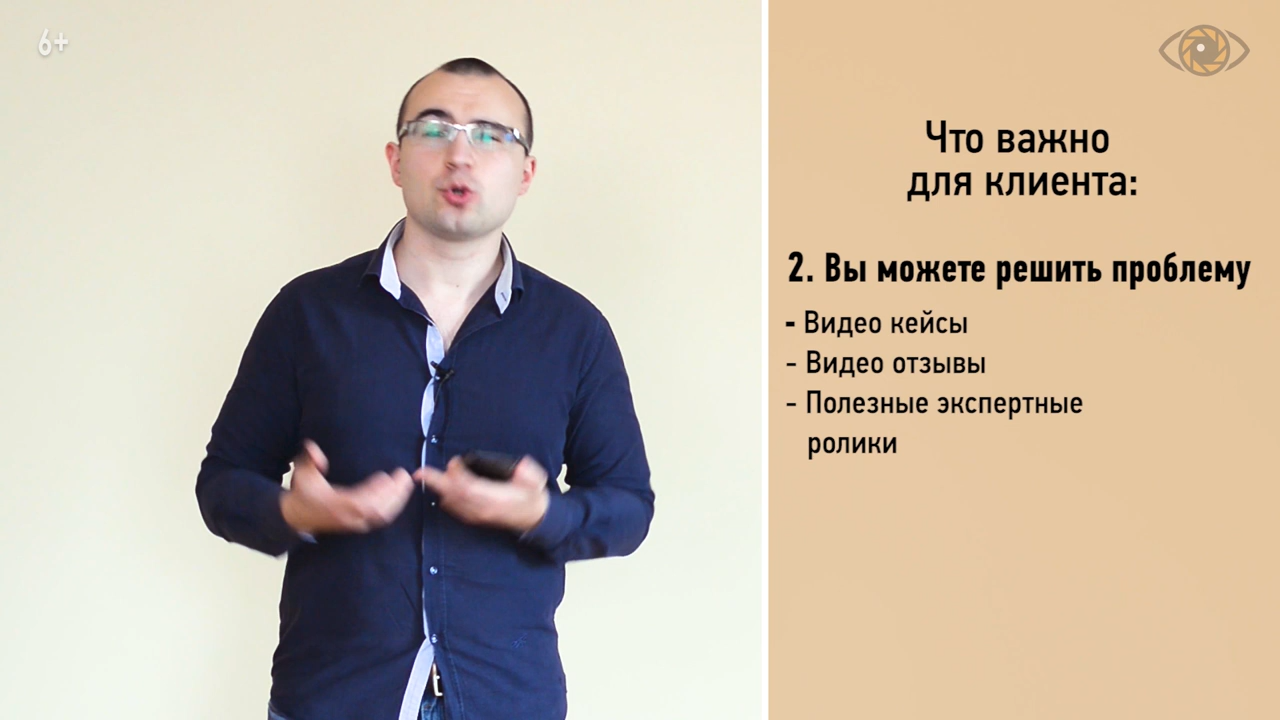 6+
Что важно
для клиента:
2. Вы можете решить проблему
- Видео кейсы
- Видео отзывы
- Полезные экспертные
ролики